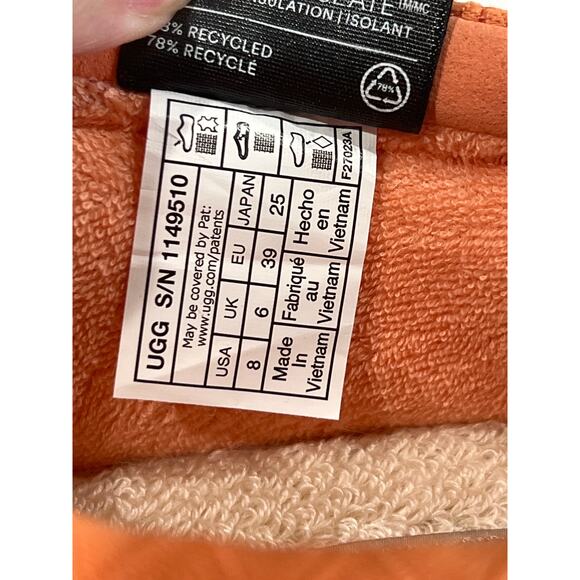 INSULATION | ISOLANT
78% RECYCLED
78% RECYCLÉ
78%
UGG S/N 1149510
May be covered by Pat:
www.ugg.com/patents
USA UK EU JAPAN
8 6 39 25
Made In Vietnam
Fabriqué au Vietnam
Hecho en Vietnam
F27023A